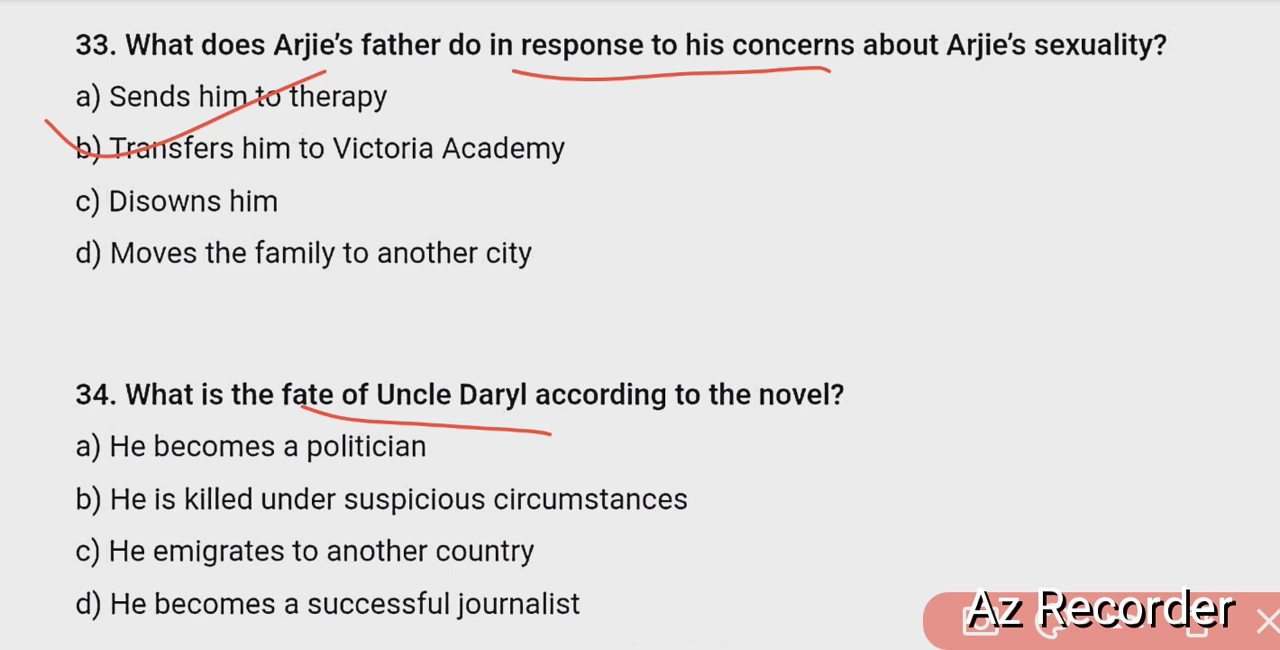 33. What does Arjie's father do in response to his concerns about Arjie's sexuality?
a) Sends him to therapy
b) Transfers him to Victoria Academy
c) Disowns him
d) Moves the family to another city
34. What is the fate of Uncle Daryl according to the novel?
a) He becomes a politician
b) He is killed under suspicious circumstances
c) He emigrates to another country
d) He becomes a successful journalist
Az Recorder